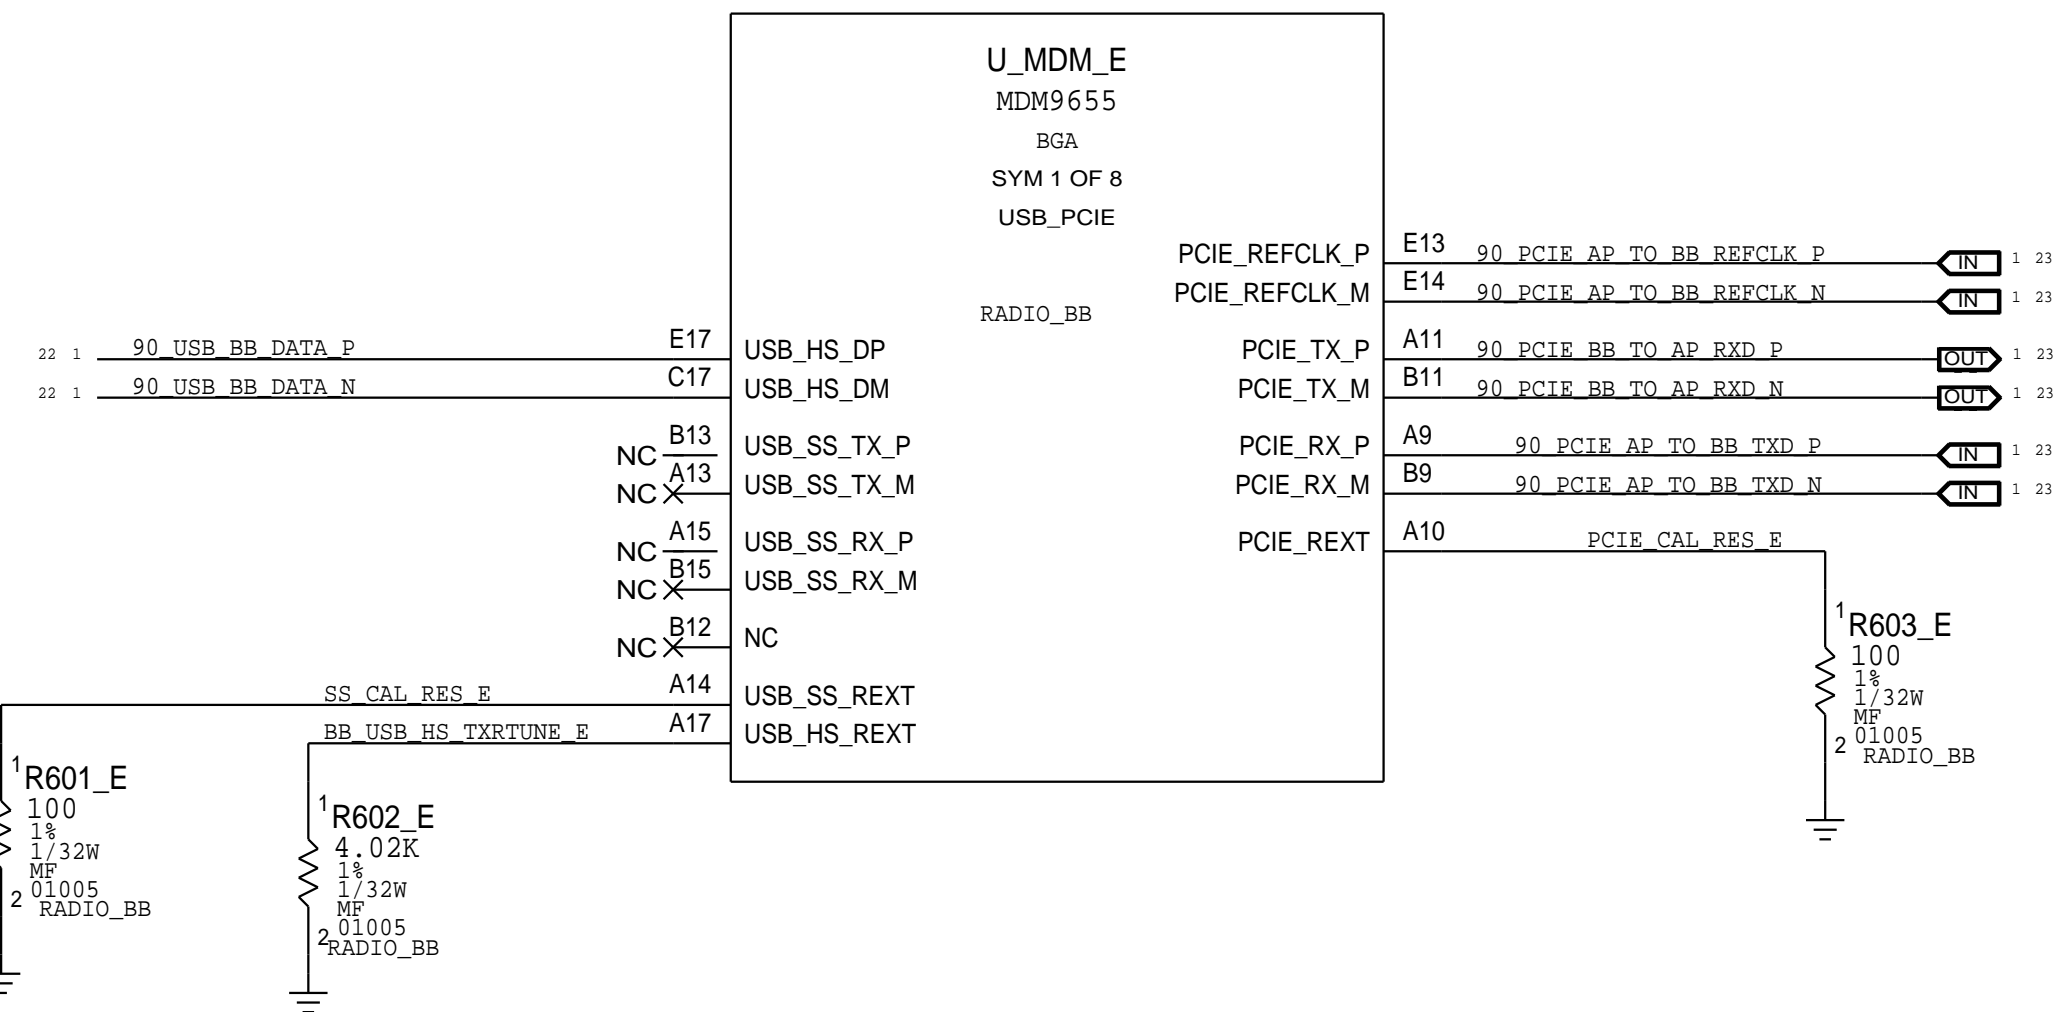 U_MDM_E
MDM9655
BGA
SYM 1 OF 8
USB_PCIE
RADIO_BB
22 1 90_USB_BB_DATA_P E17 USB_HS_DP
22 1 90_USB_BB_DATA_N C17 USB_HS_DM
NC B13 USB_SS_TX_P
NC A13 USB_SS_TX_M
NC A15 USB_SS_RX_P
NC B15 USB_SS_RX_M
NC B12 NC
SS_CAL_RES_E A14 USB_SS_REXT
BB_USB_HS_TXRTUNE_E A17 USB_HS_REXT
PCIE_REFCLK_P E13 90_PCIE_AP_TO_BB_REFCLK_P IN 1 23
PCIE_REFCLK_M E14 90_PCIE_AP_TO_BB_REFCLK_N IN 1 23
PCIE_TX_P A11 90_PCIE_BB_TO_AP_RXD_P OUT 1 23
PCIE_TX_M B11 90_PCIE_BB_TO_AP_RXD_N OUT 1 23
PCIE_RX_P A9 90_PCIE_AP_TO_BB_TXD_P IN 1 23
PCIE_RX_M B9 90_PCIE_AP_TO_BB_TXD_N IN 1 23
PCIE_REXT A10 PCIE_CAL_RES_E
1 R601_E
100
1%
1/32W
MF
01005
2 RADIO_BB
1 R602_E
4.02K
1%
1/32W
MF
01005
2 RADIO_BB
1 R603_E
100
1%
1/32W
MF
2 01005
RADIO_BB